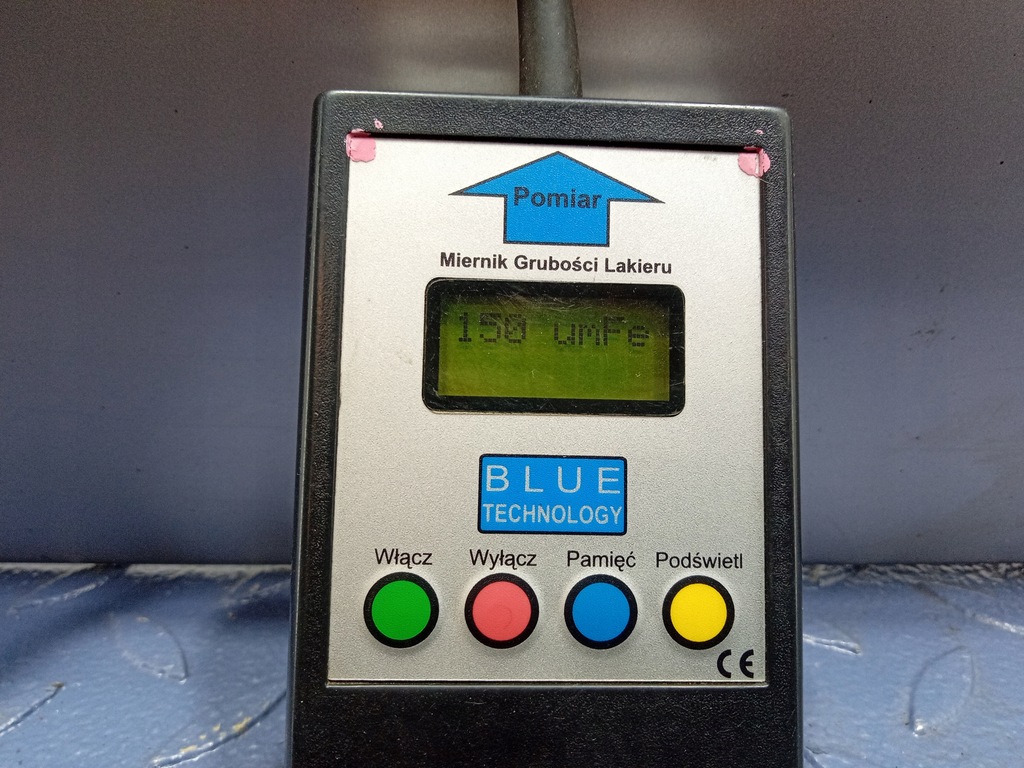 Pomiar
Miernik Grubości Lakieru
150 umFe
BLUE
TECHNOLOGY
Włącz Wyłącz Pamięć Podświetl
CE